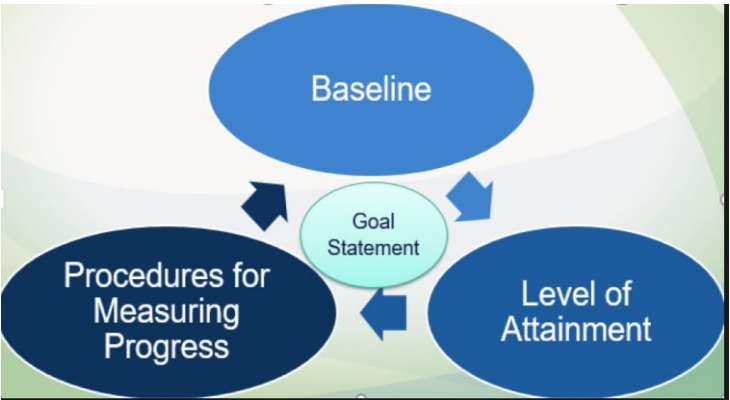 Baseline
Goal
Statement
Procedures for
Measuring
Progress
Level of
Attainment